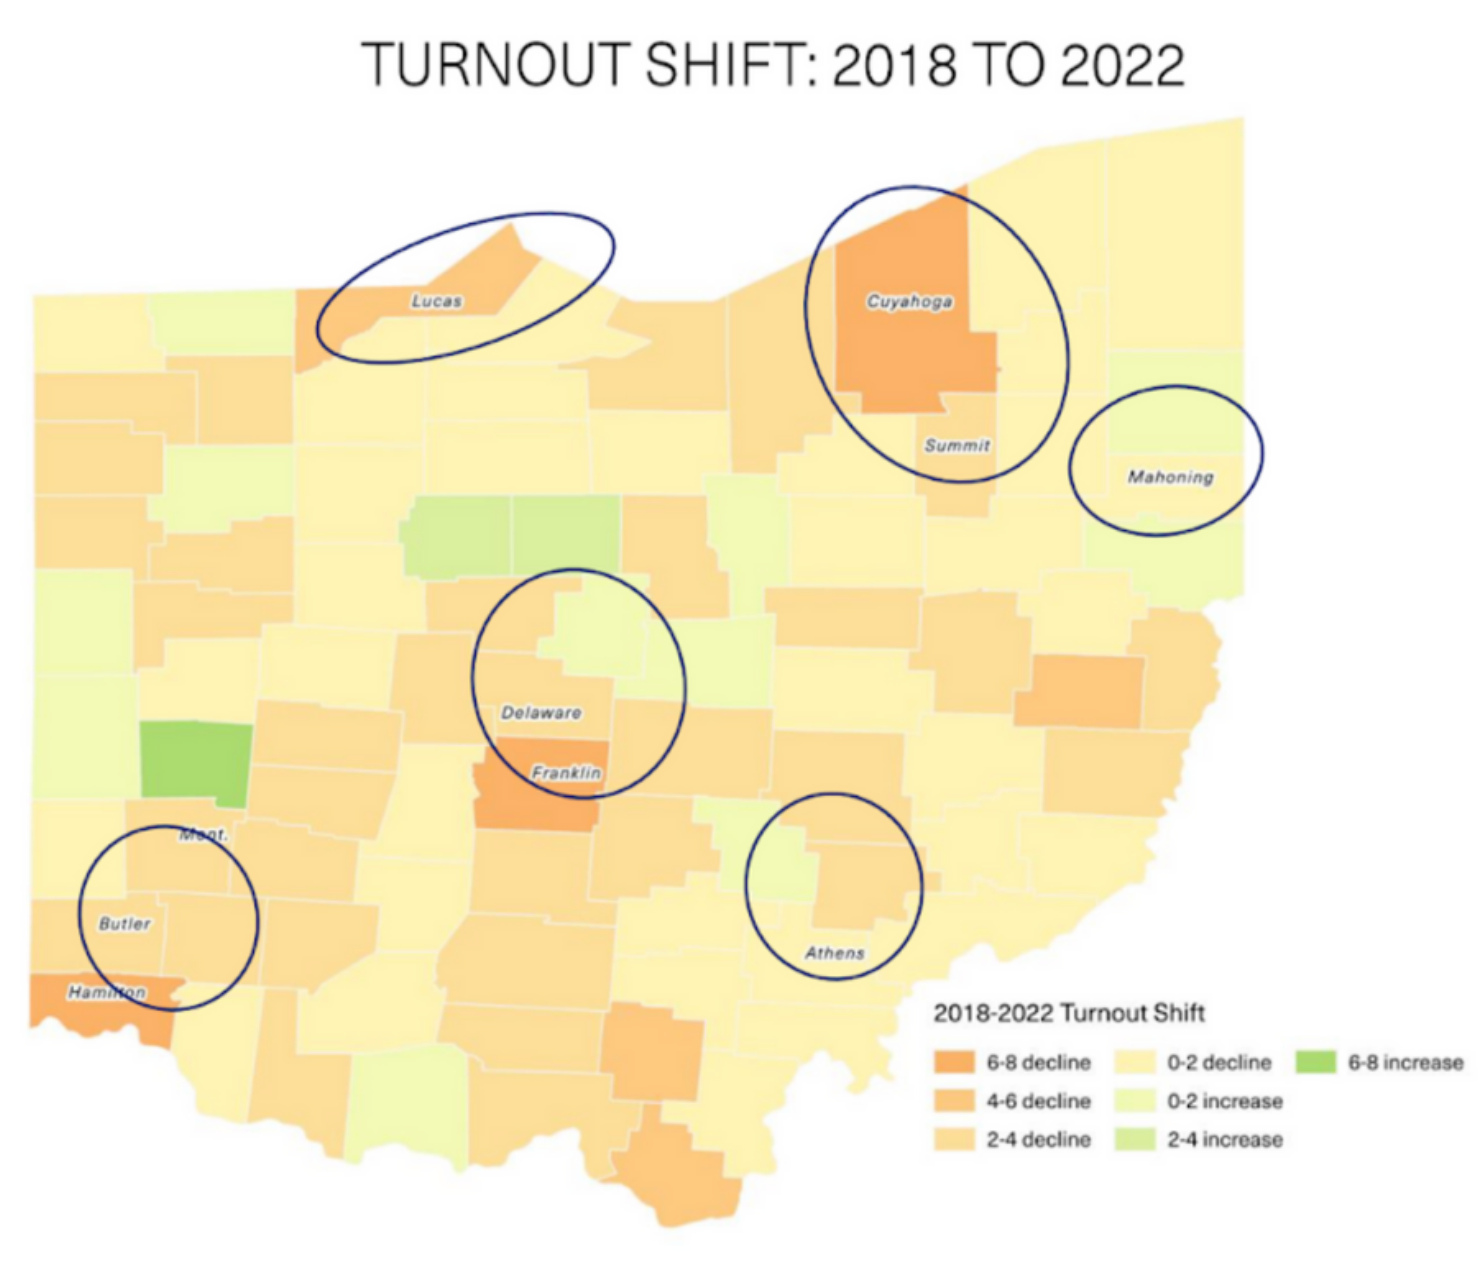 TURNOUT SHIFT: 2018 TO 2022
Lucas
Cuyahoga
Summit
Mahoning
Delaware
Franklin
Mont.
Butler
Athens
Hamilton
2018-2022 Turnout Shift
6-8 decline
0-2 decline
6-8 increase
4-6 decline
0-2 increase
2-4 decline
2-4 increase